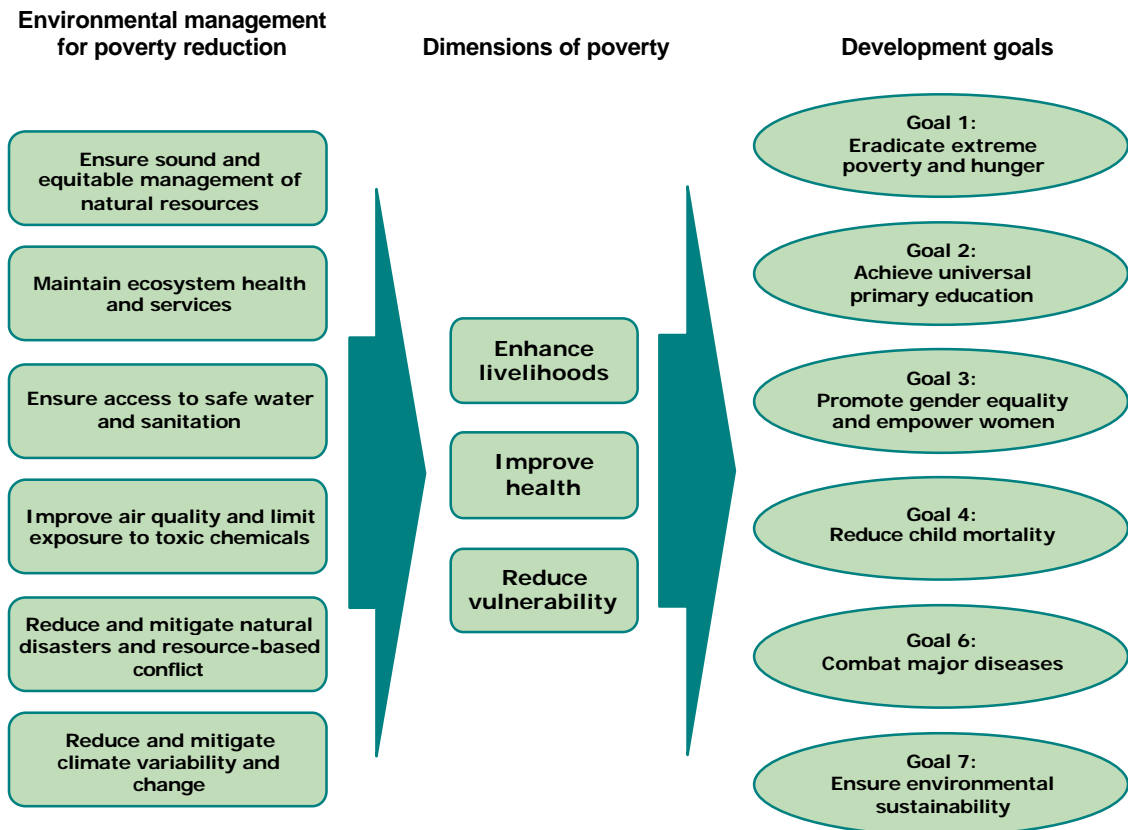 Environmental management
for poverty reduction
Dimensions of poverty
Development goals
Ensure sound and
equitable management of
natural resources
Maintain ecosystem health
and services
Ensure access to safe water
and sanitation
Improve air quality and limit
exposure to toxic chemicals
Reduce and mitigate natural
disasters and resource-based
conflict
Reduce and mitigate
climate variability and
change
Enhance
livelihoods
Improve
health
Reduce
vulnerability
Goal 1:
Eradicate extreme
poverty and hunger
Goal 2:
Achieve universal
primary education
Goal 3:
Promote gender equality
and empower women
Goal 4:
Reduce child mortality
Goal 6:
Combat major diseases
Goal 7:
Ensure environmental
sustainability